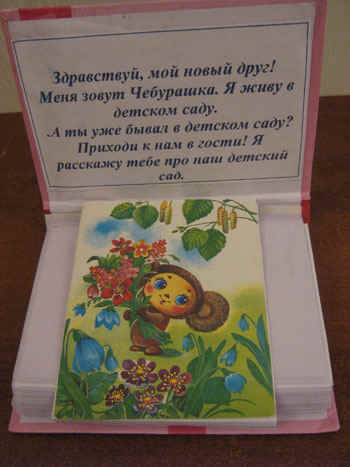 Здравствуй, мой новый друг!
Меня зовут Чебурашка. Я живу в
детском саду.
А ты уже бывал в детском саду?
Приходи к нам в гости! Я
расскажу тебе про наш детский
сад.